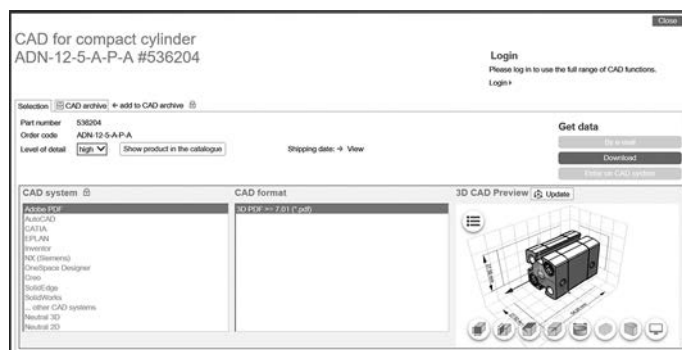 Close
CAD for compact cylinder
ADN-12-5-A-P-A #536204
Login
Please log in to use the full range of CAD functions.
Login
Selection CAD archive ← add to CAD archive
Part number 536204
Order code ADN-12-5-A-P-A
Level of detail high Show product in the catalogue Shipping date: → View
Get data
By e-mail
Download
Enter on CAD system
CAD system
CAD format
3D CAD Preview Update
Adobe PDF
AutoCAD
CATIA
EPLAN
Inventor
NX (Siemens)
OneSpace Designer
Creo
SolidEdge
SolidWorks
... other CAD systems
Neutral 3D
Neutral 2D
3D PDF >= 7.01 (*.pdf)